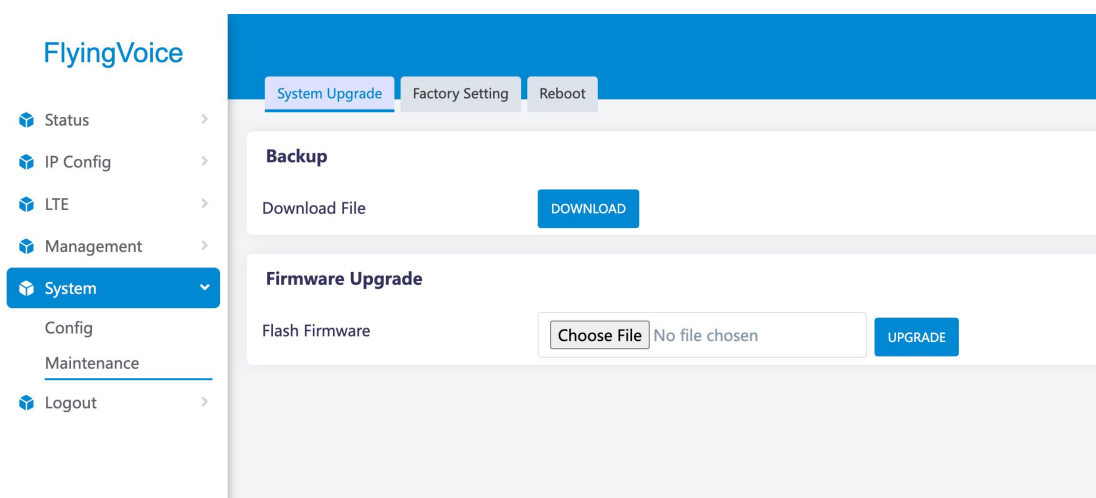 FlyingVoice
Status
IP Config
LTE
Management
System
Config
Maintenance
Logout
System Upgrade Factory Setting Reboot
Backup
Download File DOWNLOAD
Firmware Upgrade
Flash Firmware Choose File No file chosen UPGRADE